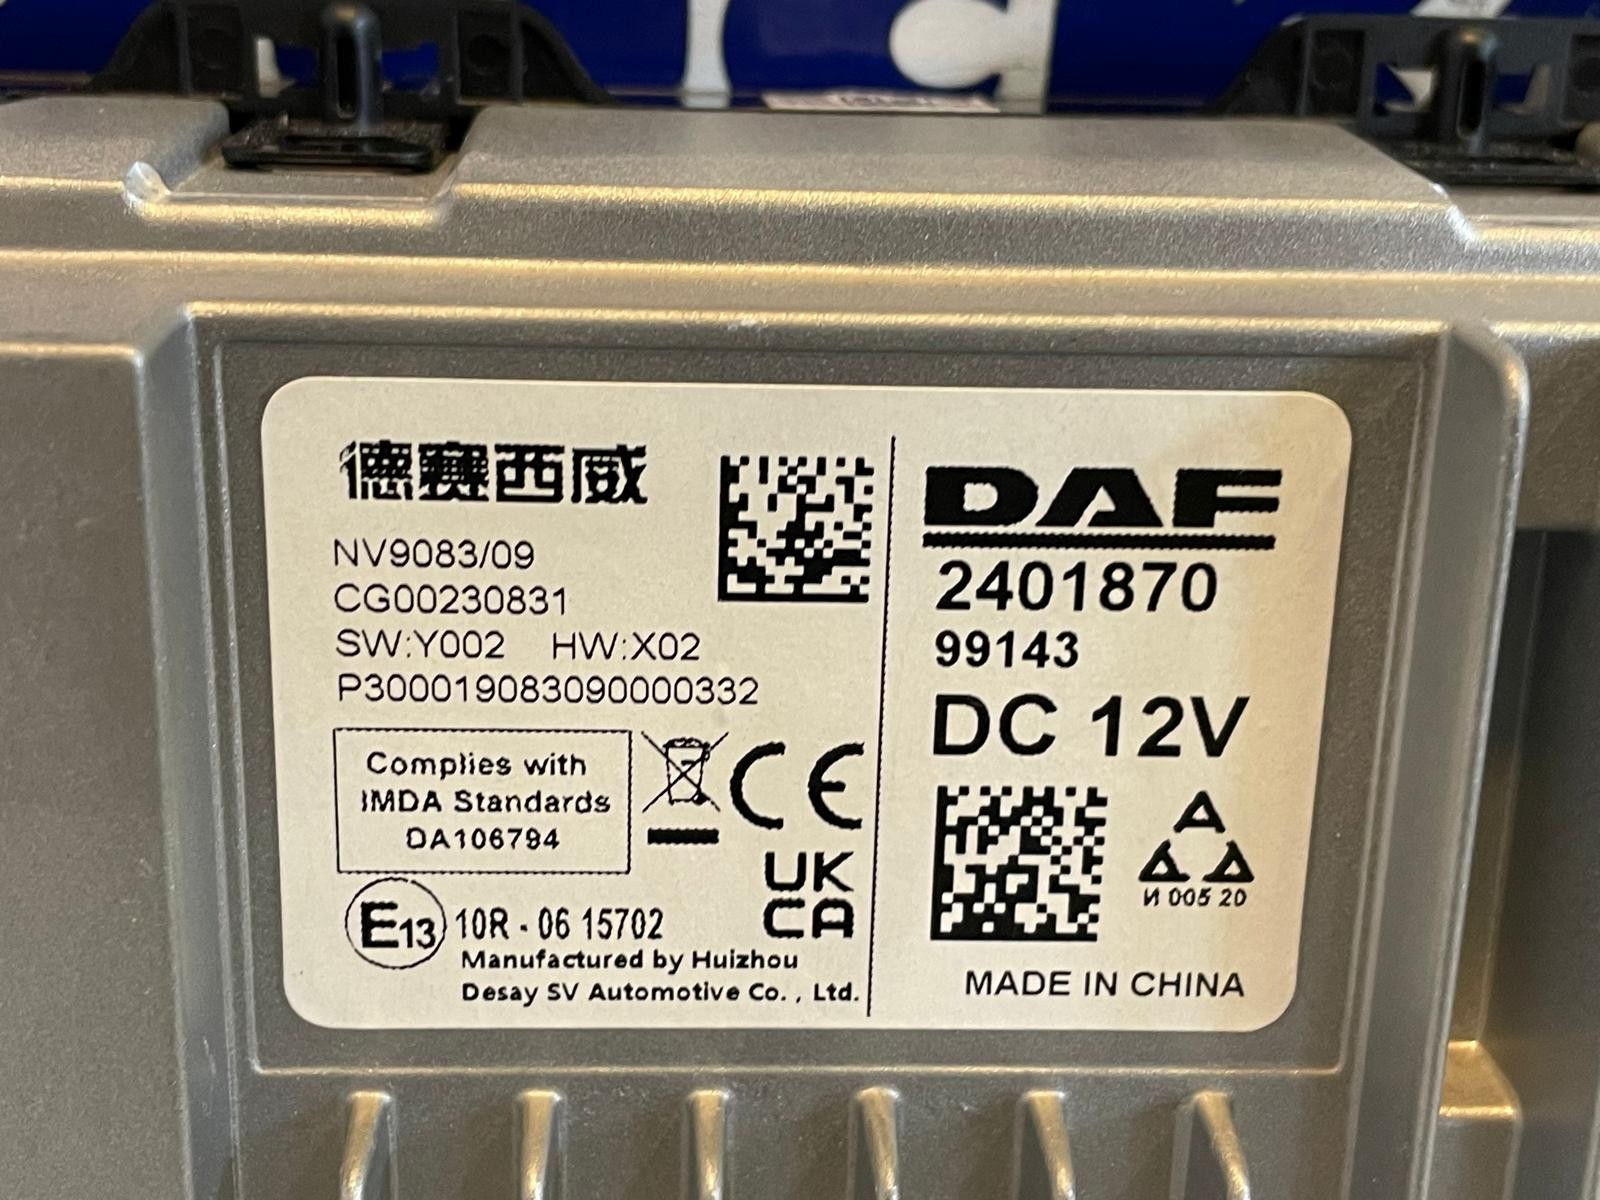 德赛西威
NV9083/09
CG00230831
SW:Y002 HW:X02
P300019083090000332
Complies with
IMDA Standards
DA106794
CE
UK
CA
E13 10R - 06 15702
Manufactured by Huizhou
Desay SV Automotive Co. , Ltd.
DAF
2401870
99143
DC 12V
И 005 20
MADE IN CHINA